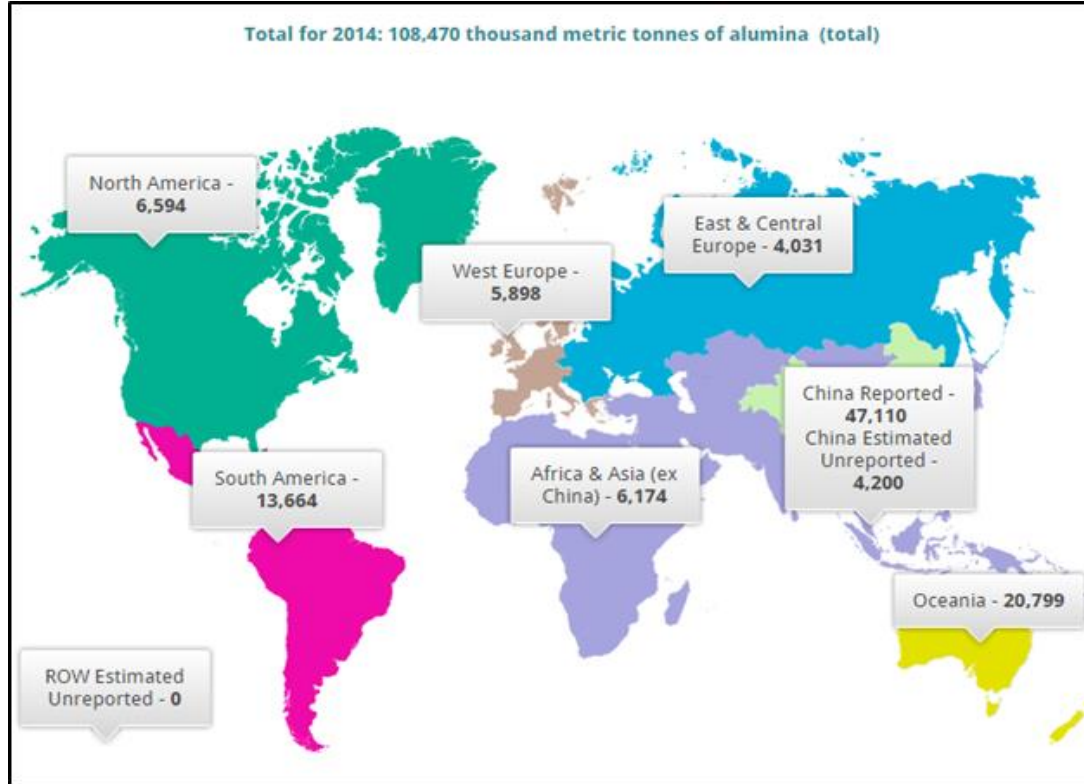 Total for 2014: 108,470 thousand metric tonnes of alumina (total)
North America -
6,594
East & Central
Europe - 4,031
West Europe -
5,898
China Reported -
47,110
China Estimated
Unreported -
4,200
South America -
13,664
Africa & Asia (ex
China) - 6,174
Oceania - 20,799
ROW Estimated
Unreported - 0